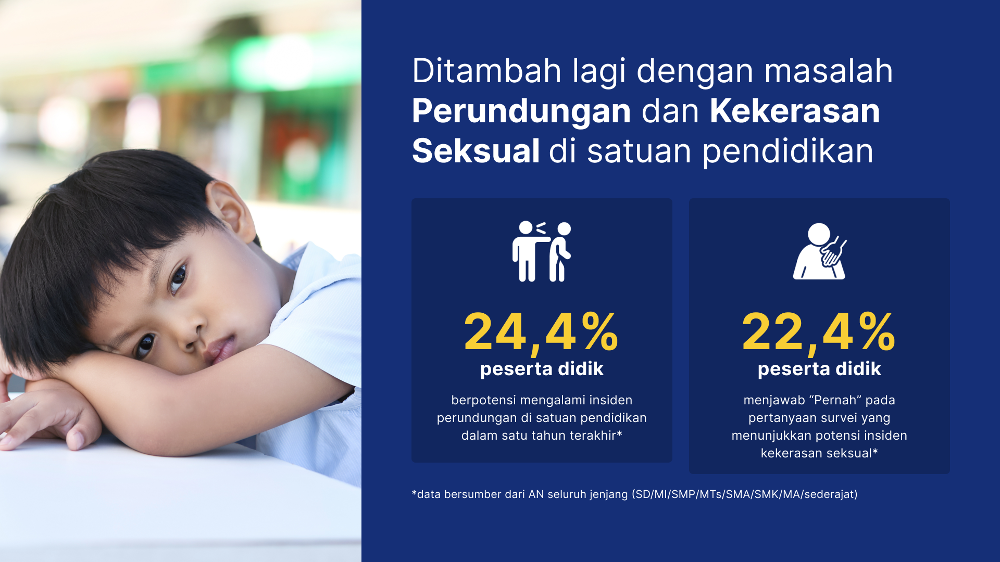 Ditambah lagi dengan masalah
Perundungan dan Kekerasan
Seksual di satuan pendidikan
24,4%
peserta didik
berpotensi mengalami insiden
perundungan di satuan pendidikan
dalam satu tahun terakhir*
22,4%
peserta didik
menjawab “Pernah” pada
pertanyaan survei yang
menunjukkan potensi insiden
kekerasan seksual*
*data bersumber dari AN seluruh jenjang (SD/MI/SMP/MTs/SMA/SMK/MA/sederajat)